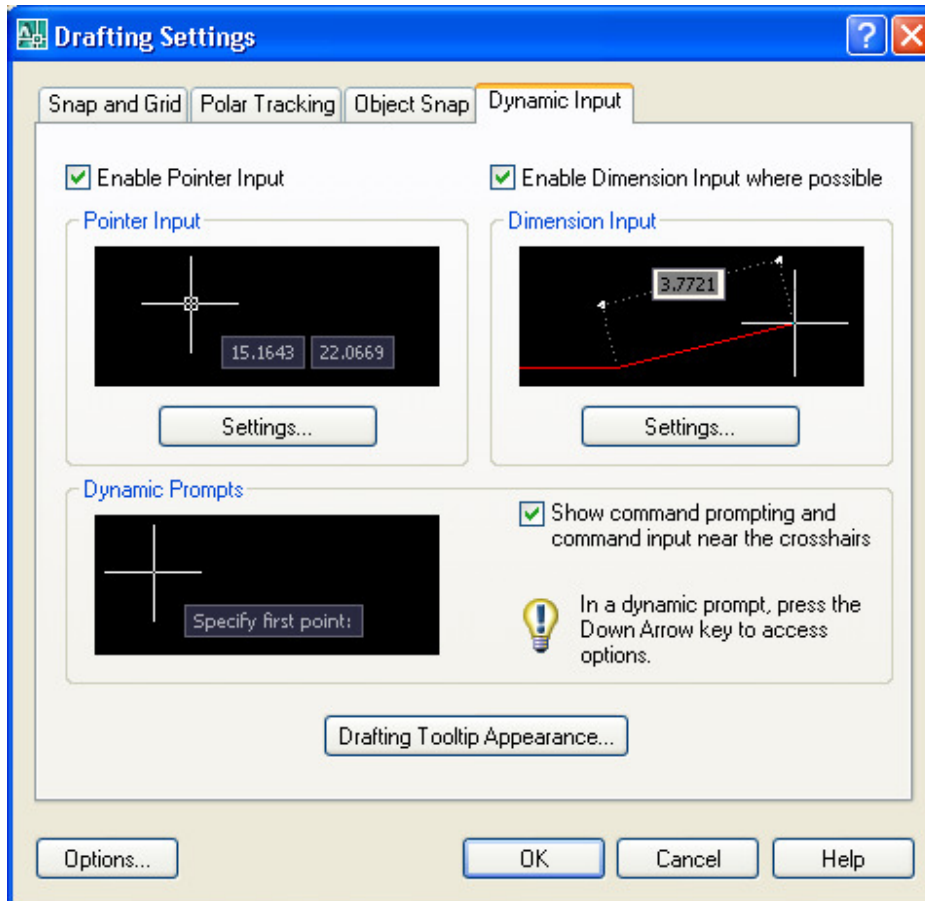 Drafting Settings
Snap and Grid
Polar Tracking
Object Snap
Dynamic Input
Enable Pointer Input
Enable Dimension Input where possible
Pointer Input
15.1643
22.0669
Settings...
Dimension Input
3.7721
Settings...
Dynamic Prompts
Specify first point:
Show command prompting and
command input near the crosshairs
In a dynamic prompt, press the
Down Arrow key to access
options.
Drafting Tooltip Appearance...
Options...
OK
Cancel
Help